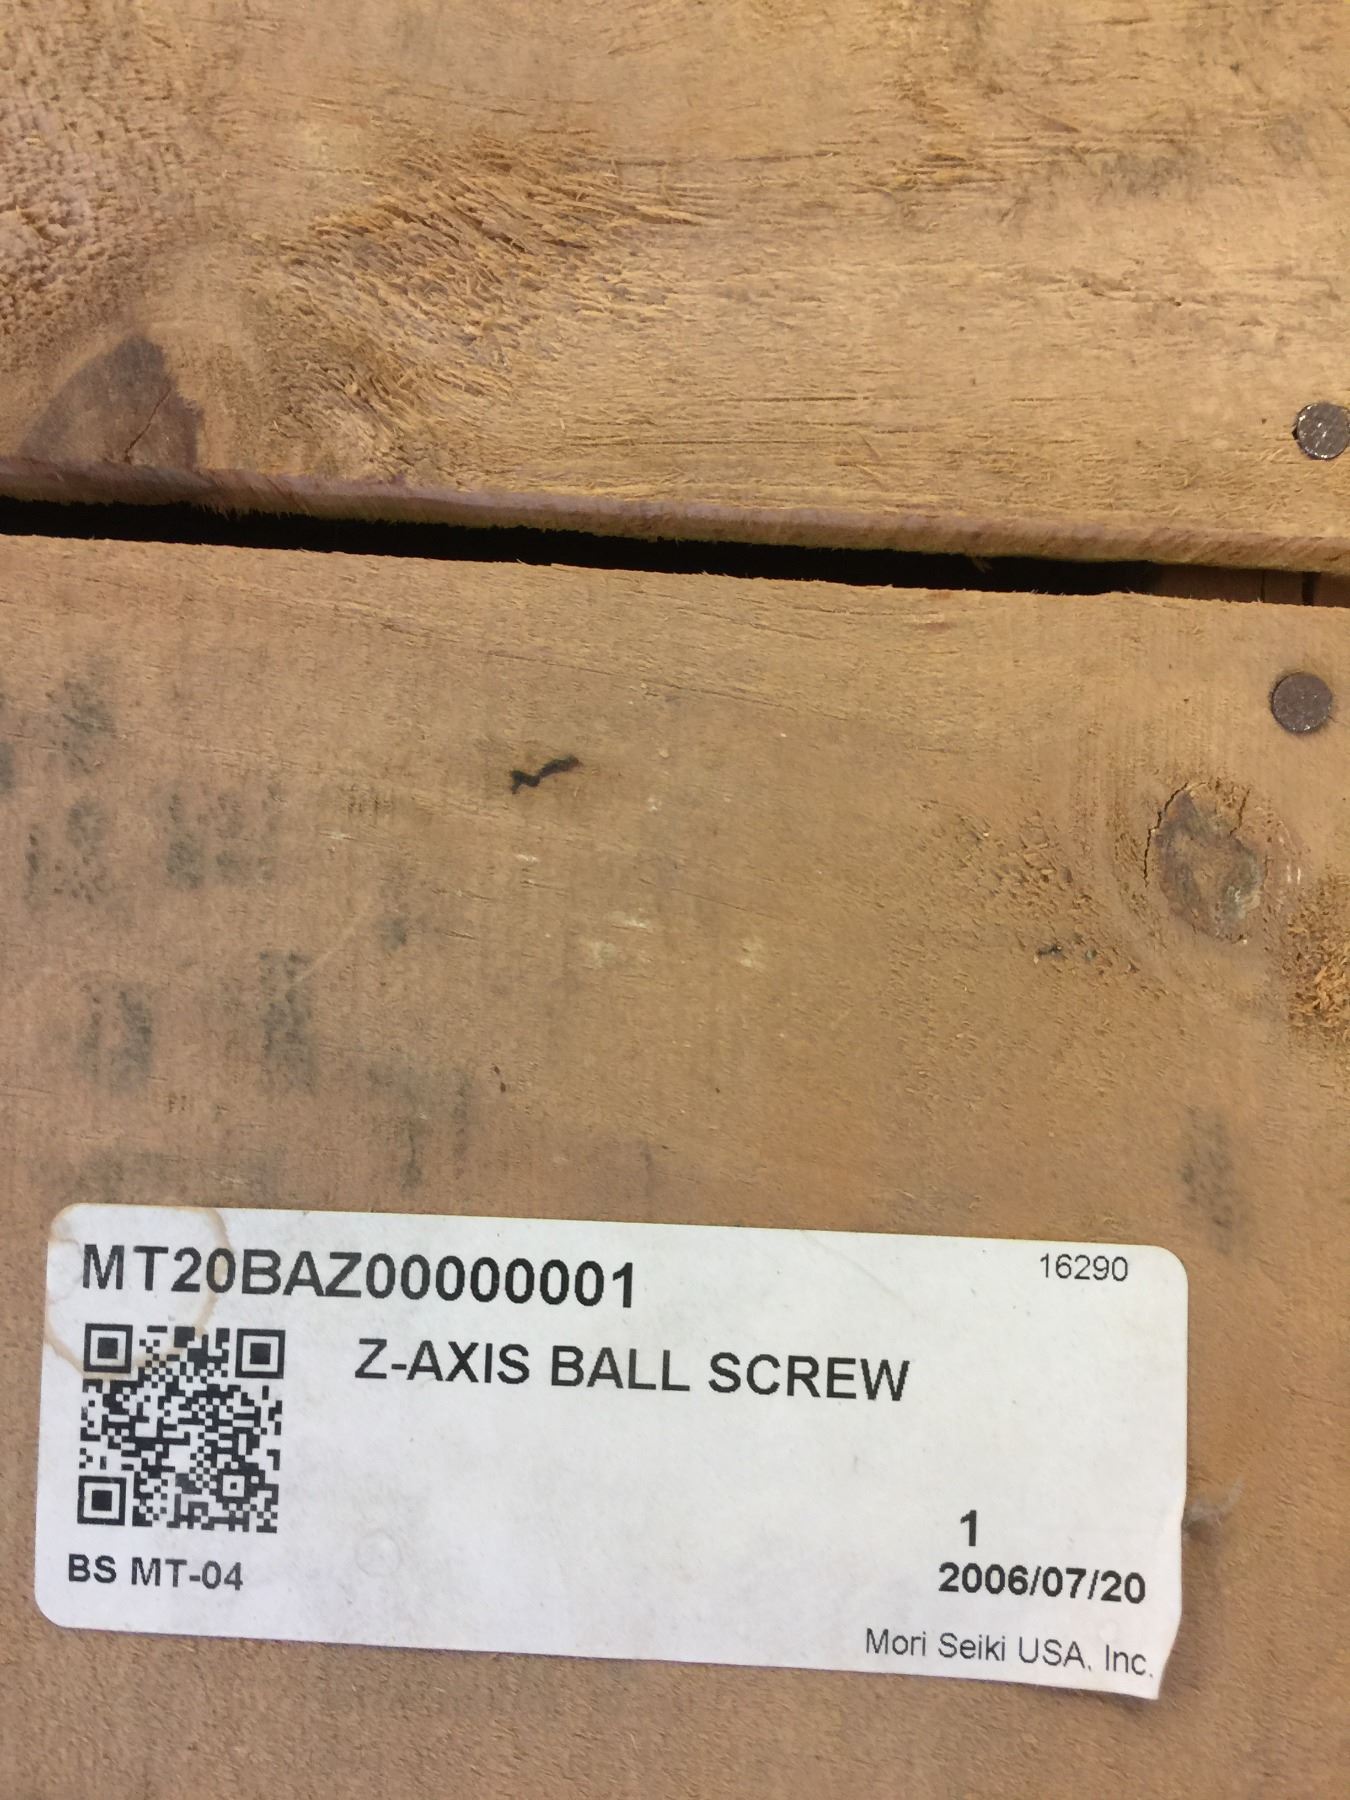 MT20BAZ00000001
16290
Z-AXIS BALL SCREW
1
BS MT-04
2006/07/20
Mori Seiki USA, Inc.